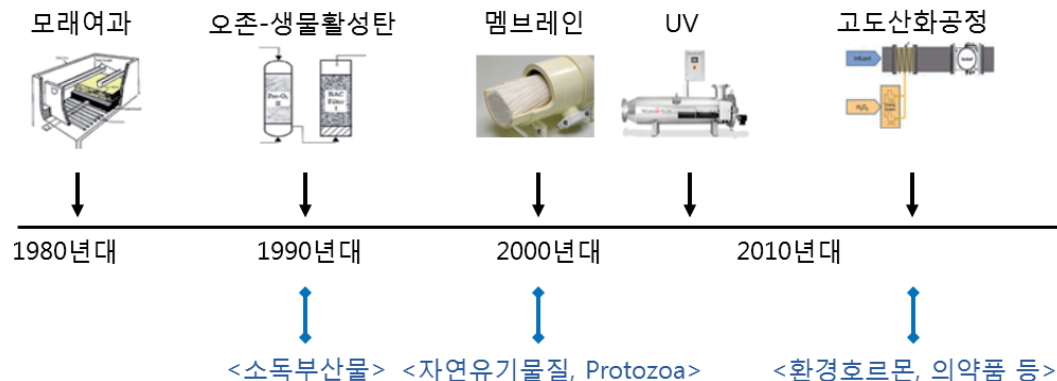 모래여과
오존-생물활성탄
멤브레인
UV
고도산화공정
Influent
H₂O₂
1980년대
1990년대
2000년대
2010년대
<소독부산물>
<자연유기물질, Protozoa>
<환경호르몬, 의약품 등>